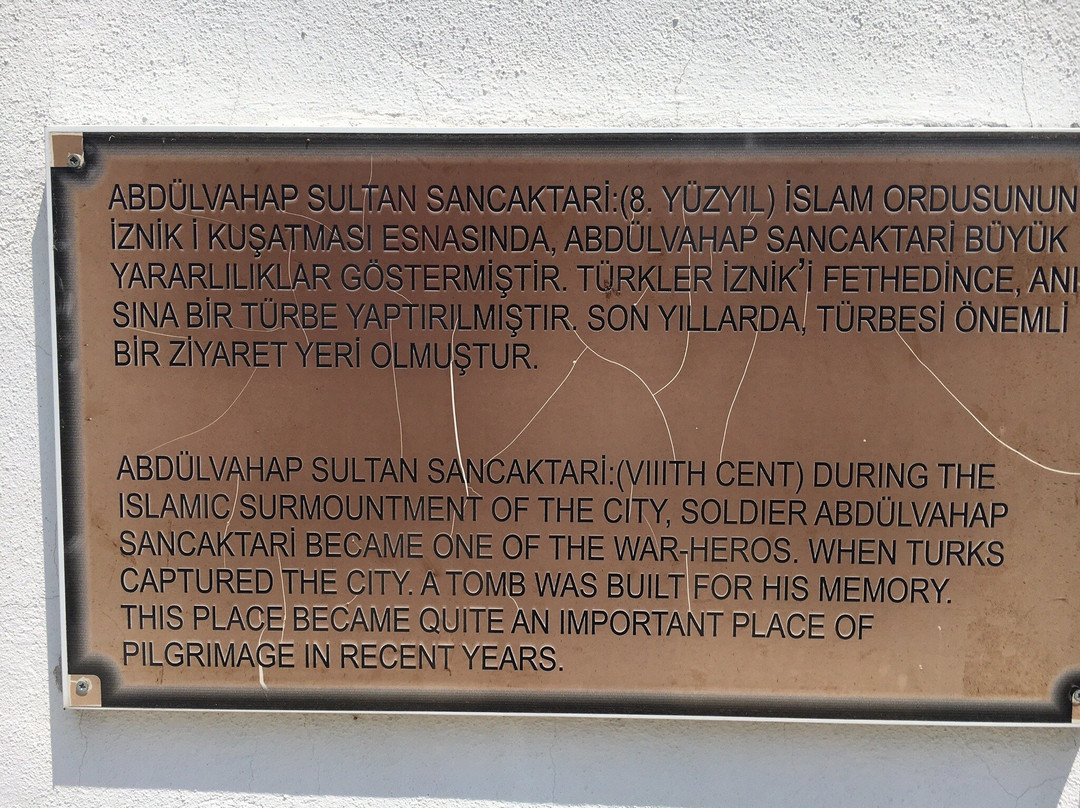 ABDÜLVAHAP SULTAN SANCAKTARİ:(8. YÜZYIL) İSLAM ORDUSUNUN
İZNİK İ KUŞATMASI ESNASINDA, ABDÜLVAHAP SANCAKTARİ BÜYÜK
YARARLILIKLAR GÖSTERMİŞTİR. TÜRKLER İZNİK'İ FETHEDİNCE, ANI-
SINA BİR TÜRBE YAPTIRILMIŞTIR. SON YILLARDA, TÜRBESİ ÖNEMLİ
BİR ZİYARET YERİ OLMUŞTUR.
ABDÜLVAHAP SULTAN SANCAKTARİ:(VIIITH CENT) DURING THE
ISLAMIC SURMOUNTMENT OF THE CITY, SOLDIER ABDÜLVAHAP
SANCAKTARİ BECAME ONE OF THE WAR-HEROS. WHEN TURKS
CAPTURED THE CITY. A TOMB WAS BUILT FOR HIS MEMORY.
THIS PLACE BECAME QUITE AN IMPORTANT PLACE OF
PILGRIMAGE IN RECENT YEARS.